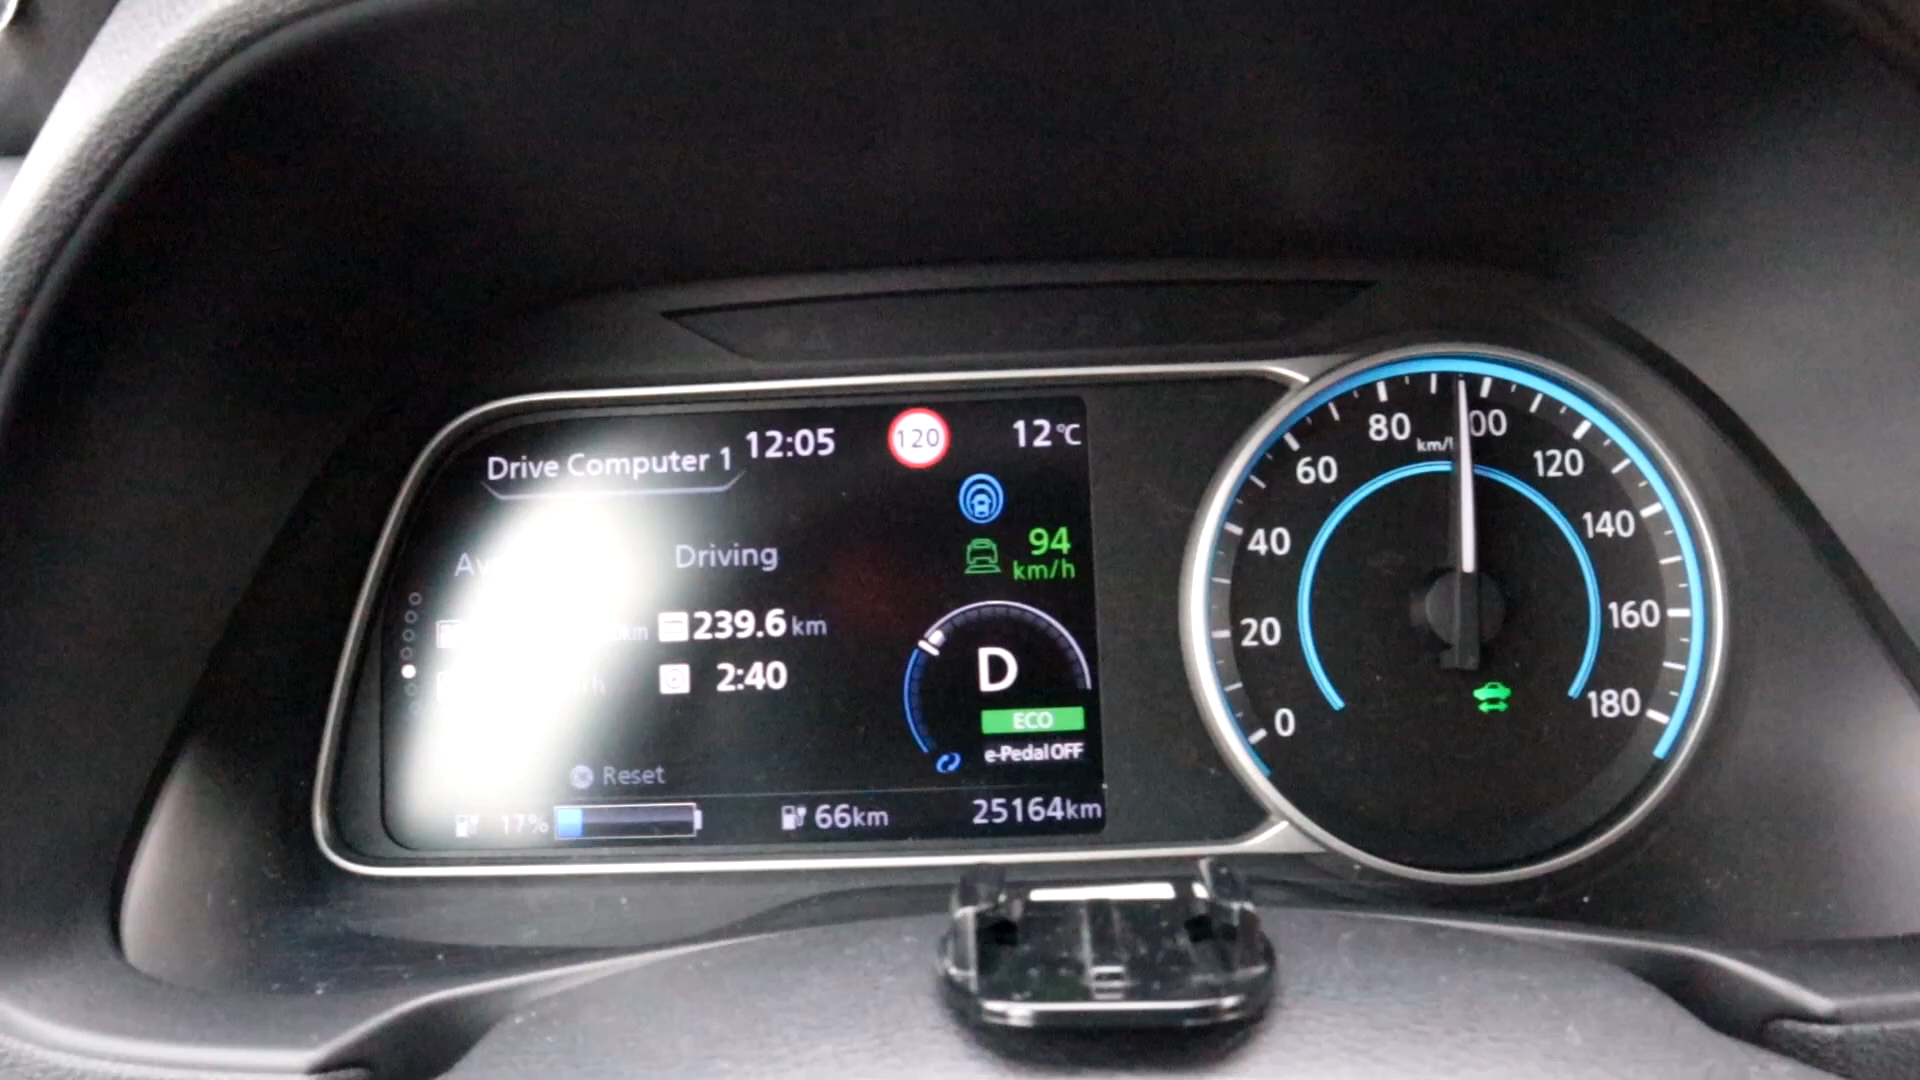 Drive Computer 1 12:05 120 12°C
Driving
94
km/h
239.6 km
2:40
D
ECO
e-Pedal OFF
Reset
17% 66km 25164km
0
20
40
60
80
km/h
120
140
160
180